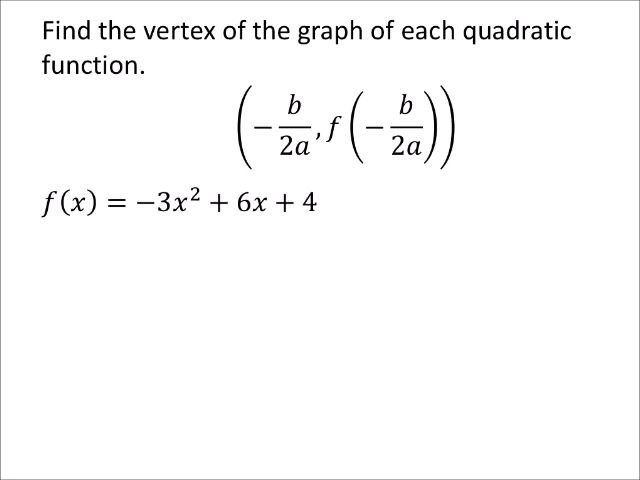 Find the vertex of the graph of each quadratic
function.
(−b/2a, f(−b/2a))
f(x) = −3x² + 6x + 4